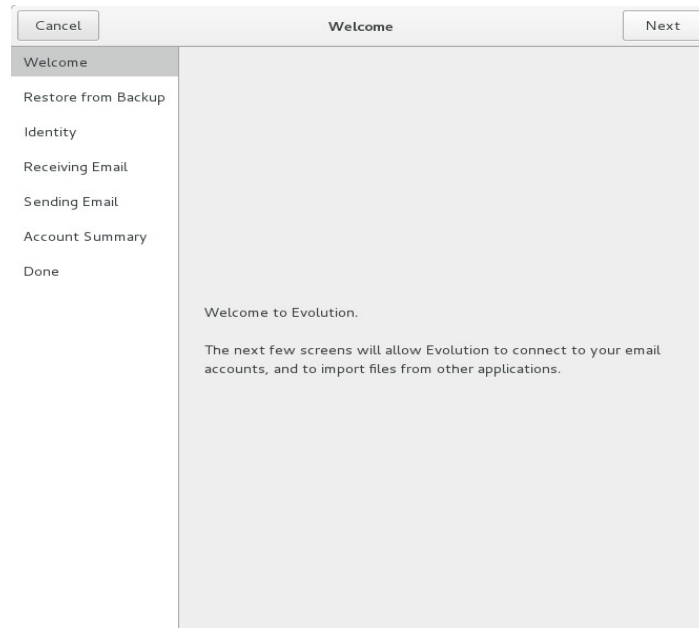 Cancel
Welcome
Next
Welcome
Restore from Backup
Identity
Receiving Email
Sending Email
Account Summary
Done
Welcome to Evolution.
The next few screens will allow Evolution to connect to your email
accounts, and to import files from other applications.